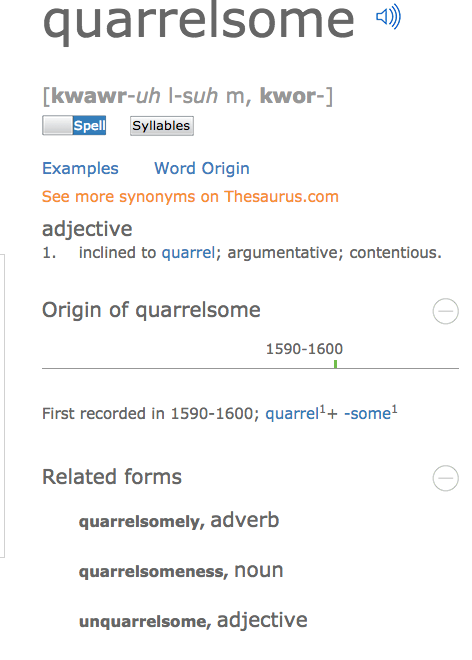 quarrelsome
[kwawr-uh l-suh m, kwor-]
Spell Syllables
Examples Word Origin
See more synonyms on Thesaurus.com
adjective
1. inclined to quarrel; argumentative; contentious.
Origin of quarrelsome
1590-1600
First recorded in 1590-1600; quarrel¹+ -some¹
Related forms
quarrelsomely, adverb
quarrelsomeness, noun
unquarrelsome, adjective